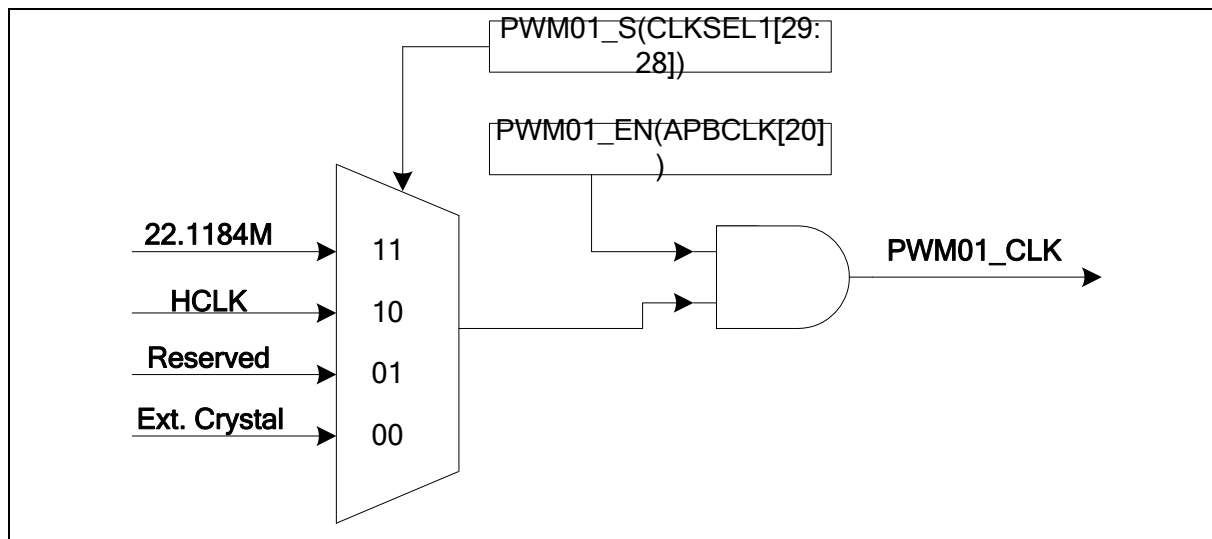 PWM01_S(CLKSEL1[29:
28])
PWM01_EN(APBCLK[20]
)
22.1184M
11
PWM01_CLK
HCLK
10
Reserved
01
Ext. Crystal
00